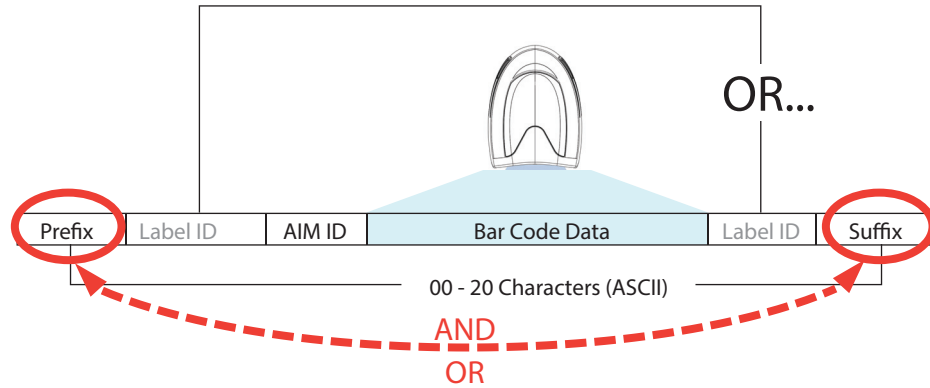 OR...
Prefix Label ID AIM ID Bar Code Data Label ID Suffix
00 - 20 Characters (ASCII)
AND
OR